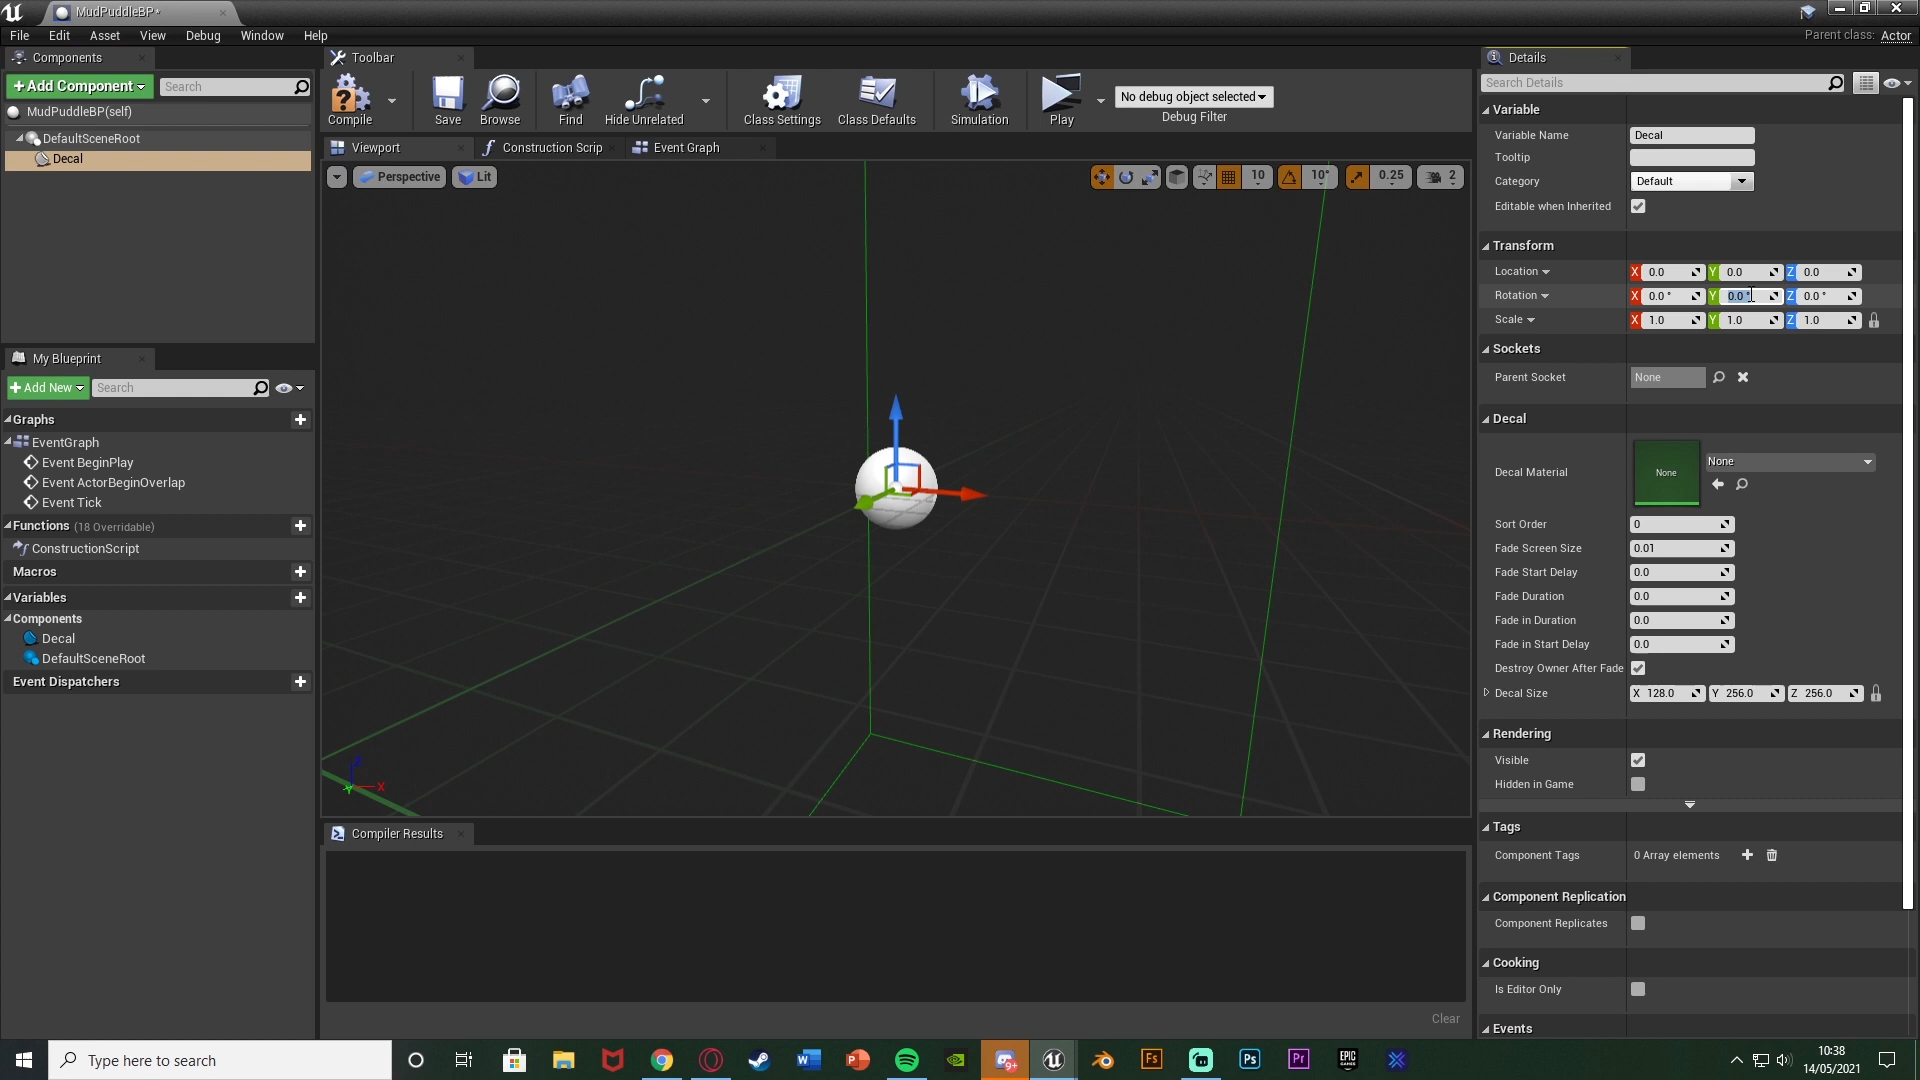 MudPuddleBP*
File Edit Asset View Debug Window Help
Parent class: Actor
Components
Add Component
Search
MudPuddleBP(self)
DefaultSceneRoot
Decal
My Blueprint
Add New
Search
Graphs
EventGraph
Event BeginPlay
Event ActorBeginOverlap
Event Tick
Functions (18 Overridable)
ConstructionScript
Macros
Variables
Components
Decal
DefaultSceneRoot
Event Dispatchers
Toolbar
Compile
Save
Browse
Find
Hide Unrelated
Class Settings
Class Defaults
Simulation
Play
No debug object selected
Debug Filter
Viewport
Construction Scrip
Event Graph
Perspective
Lit
10
10°
0.25
2
Z
X
Y
Compiler Results
Clear
Details
Search Details
Variable
Variable Name Decal
Tooltip
Category Default
Editable when Inherited
Transform
Location X 0.0 Y 0.0 Z 0.0
Rotation X 0.0 ° Y 0.0 ° Z 0.0 °
Scale X 1.0 Y 1.0 Z 1.0
Sockets
Parent Socket None
Decal
Decal Material None None
Sort Order 0
Fade Screen Size 0.01
Fade Start Delay 0.0
Fade Duration 0.0
Fade in Duration 0.0
Fade in Start Delay 0.0
Destroy Owner After Fade
Decal Size X 128.0 Y 256.0 Z 256.0
Rendering
Visible
Hidden in Game
Tags
Component Tags 0 Array elements
Component Replication
Component Replicates
Cooking
Is Editor Only
Events
Type here to search
W
P
9+
Fs
Ps
Pr
EPIC GAMES
10:38
14/05/2021